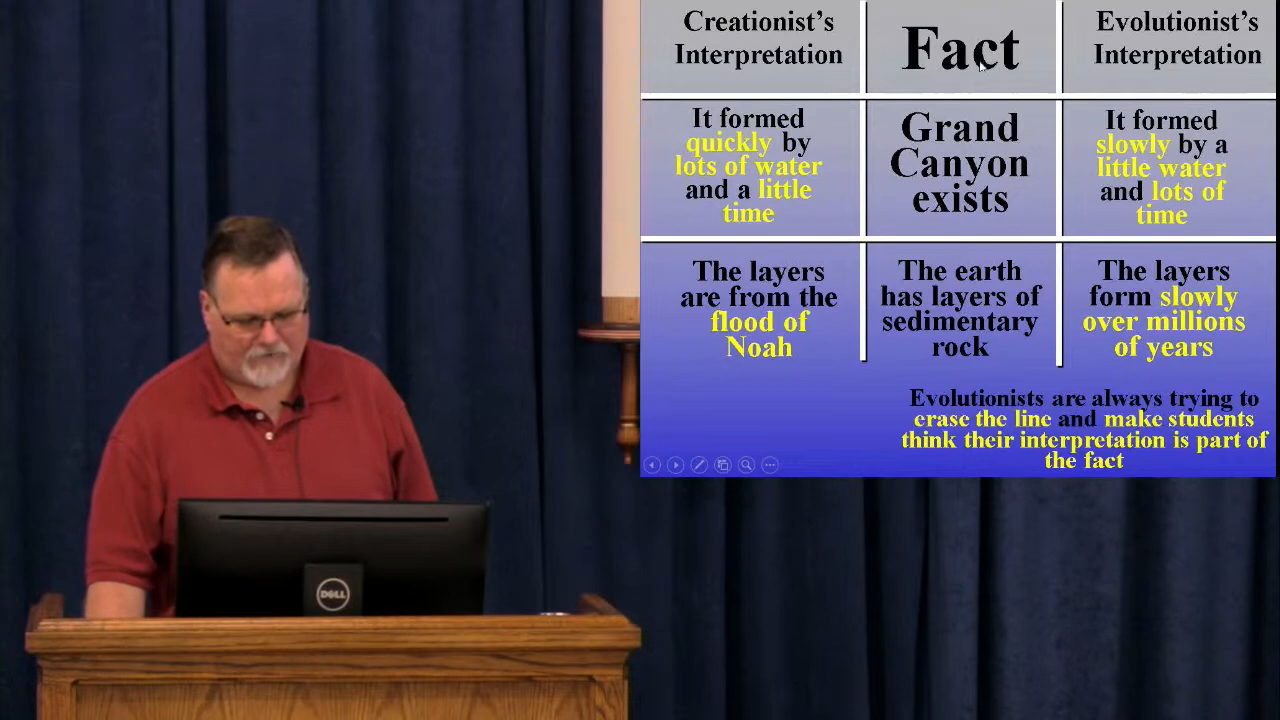 Creationist's
Interpretation
Fact
Evolutionist's
Interpretation
It formed
quickly by
lots of water
and a little
time
Grand
Canyon
exists
It formed
slowly by a
little water
and lots of
time
The layers
are from the
flood of
Noah
The earth
has layers of
sedimentary
rock
The layers
form slowly
over millions
of years
Evolutionists are always trying to
erase the line and make students
think their interpretation is part of
the fact
DELL